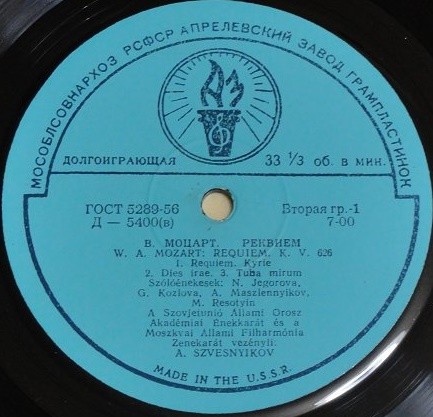 МОСОБЛСОВНАРХОЗ РСФСР АПРЕЛЕВСКИЙ ЗАВОД ГРАМПЛАСТИНОК
ДОЛГОИГРАЮЩАЯ 33 1/3 об. в мин.
ГОСТ 5289-56 Вторая гр.-1
Д — 5400(в) 7-00
В. МОЦАРТ. РЕКВИЕМ
W. A. MOZART: REQUIEM, K. V. 626
1. Requiem. Kyrie
2. Dies irae. 3. Tuba mirum
Szólóénekesek: N. Jegorova,
G. Kozlova, A. Maszlennyikov,
M. Resetyin
A Szovjetunió Állami Orosz
Akadémiai Énekkarát és a
Moszkvai Állami Filharmónia
Zenekarát vezényli:
A. SZVESNYIKOV
MADE IN THE U.S.S.R.